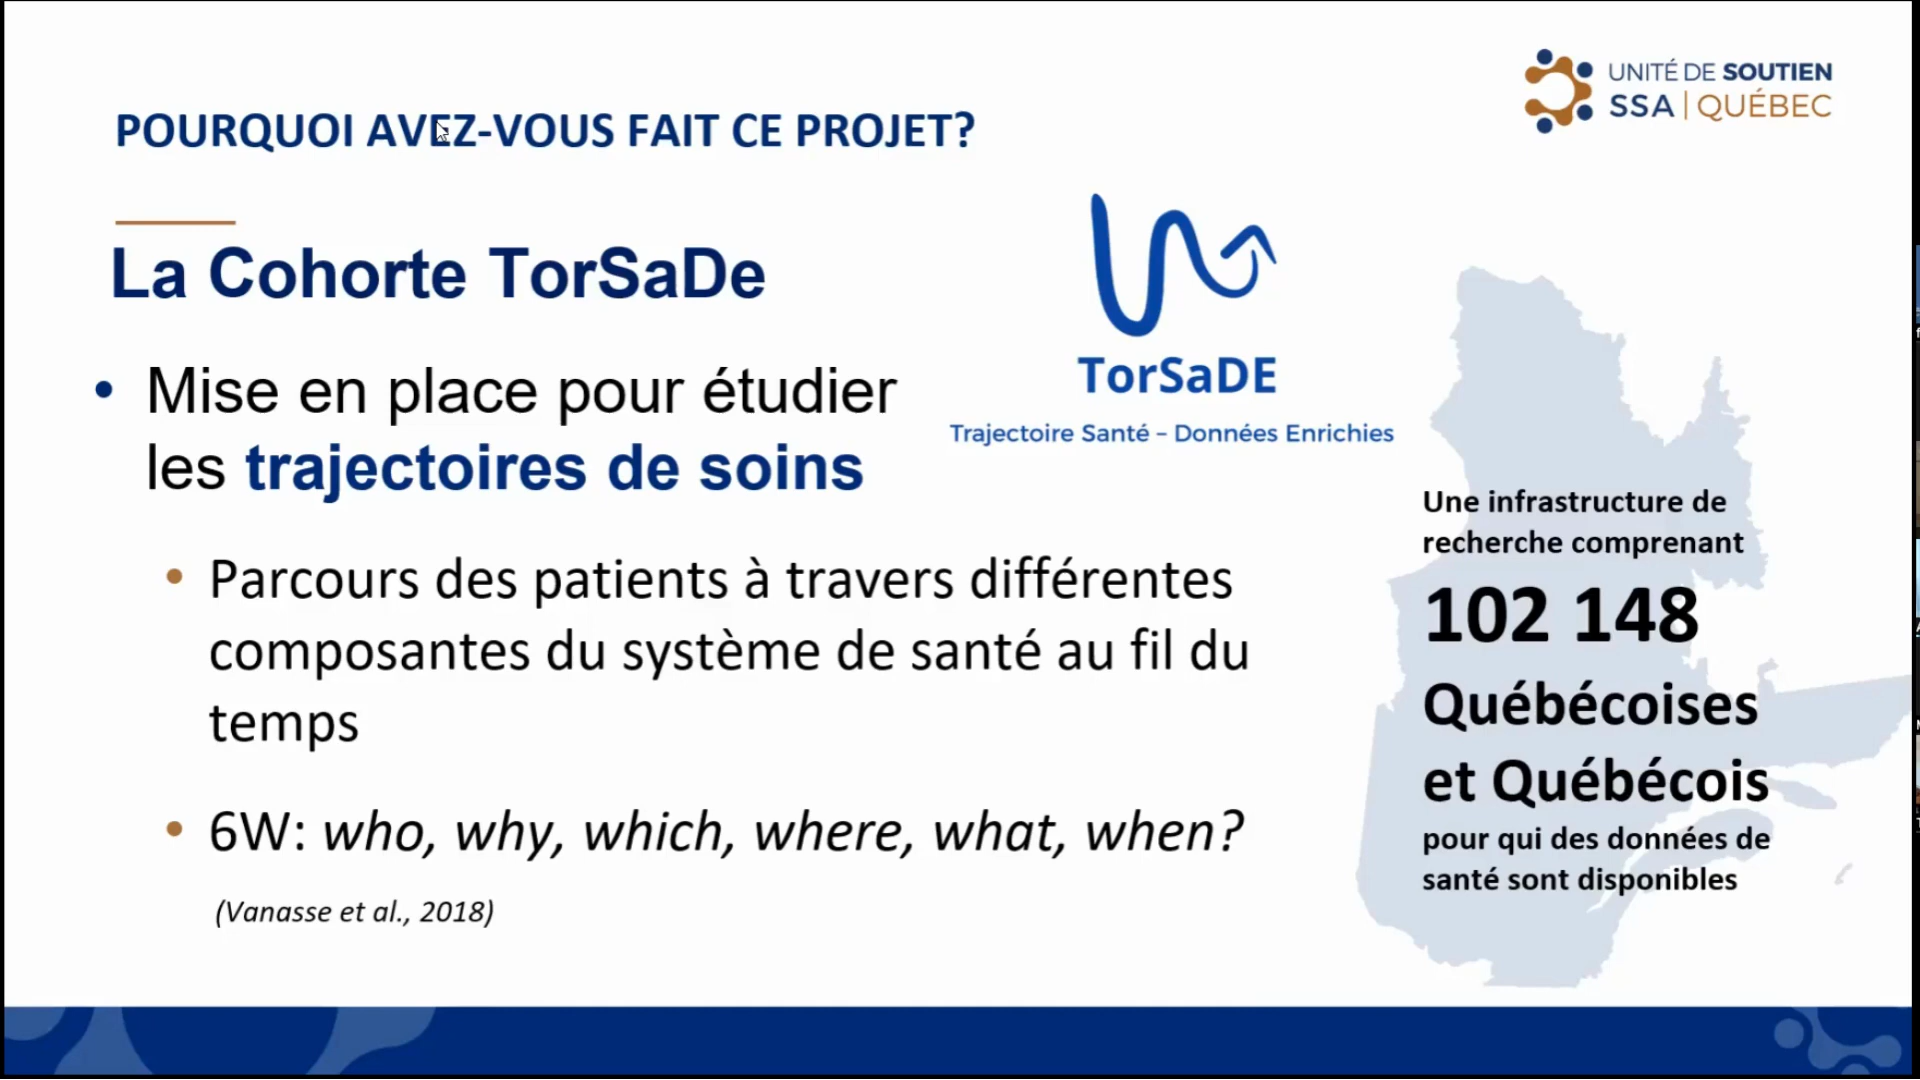 UNITÉ DE SOUTIEN
SSA | QUÉBEC
POURQUOI AVEZ-VOUS FAIT CE PROJET?
La Cohorte TorSaDe
• Mise en place pour étudier
les trajectoires de soins
• Parcours des patients à travers différentes
composantes du système de santé au fil du
temps
• 6W: who, why, which, where, what, when?
(Vanasse et al., 2018)
TorSaDE
Trajectoire Santé – Données Enrichies
Une infrastructure de
recherche comprenant
102 148
Québécoises
et Québécois
pour qui des données de
santé sont disponibles